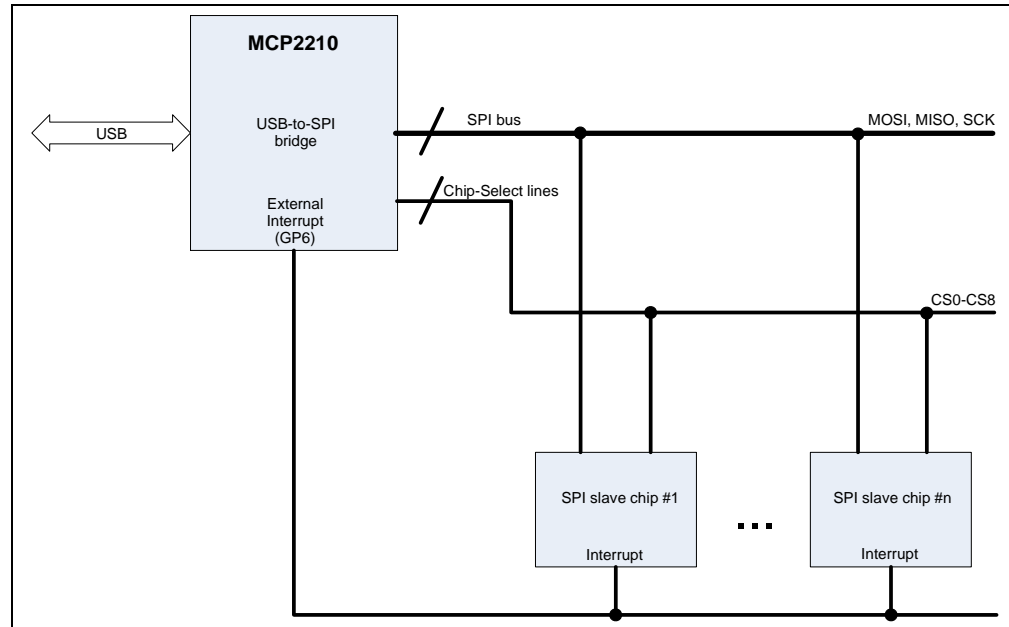 MCP2210
USB
USB-to-SPI
bridge
SPI bus
MOSI, MISO, SCK
Chip-Select lines
External
Interrupt
(GP6)
CS0-CS8
SPI slave chip #1
SPI slave chip #n
...
Interrupt
Interrupt